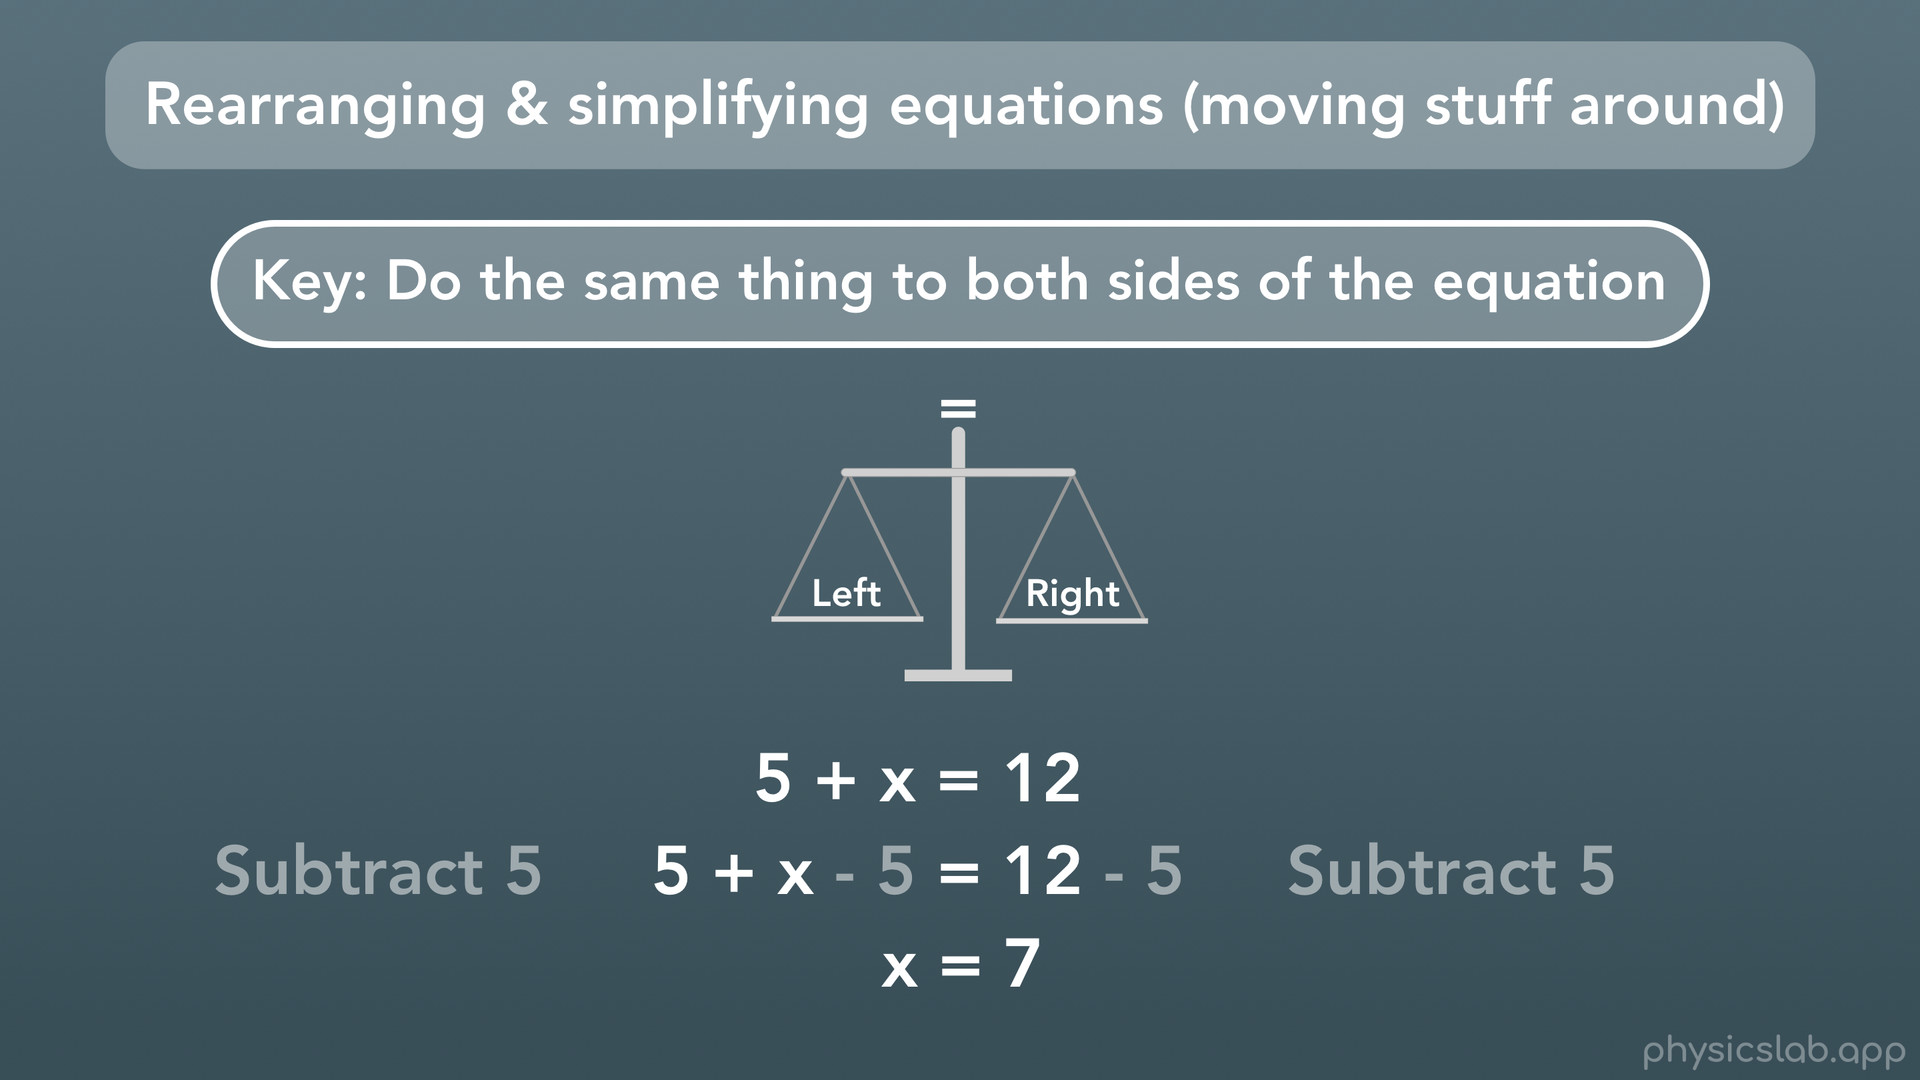 Rearranging & simplifying equations (moving stuff around)
Key: Do the same thing to both sides of the equation
=
Left Right
5 + x = 12
Subtract 5 5 + x - 5 = 12 - 5 Subtract 5
x = 7
physicslab.app